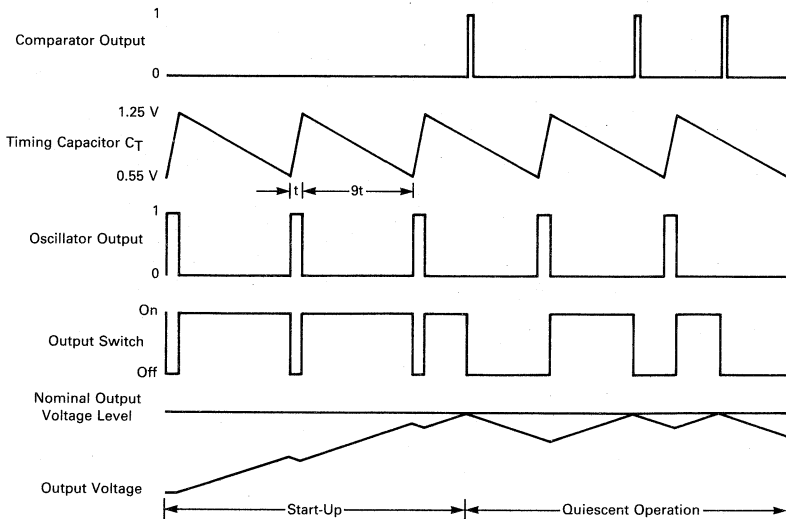 1
Comparator Output
0
1.25 V
Timing Capacitor CT
0.55 V
t
9t
1
Oscillator Output
0
On
Output Switch
Off
Nominal Output
Voltage Level
Output Voltage
Start-Up
Quiescent Operation